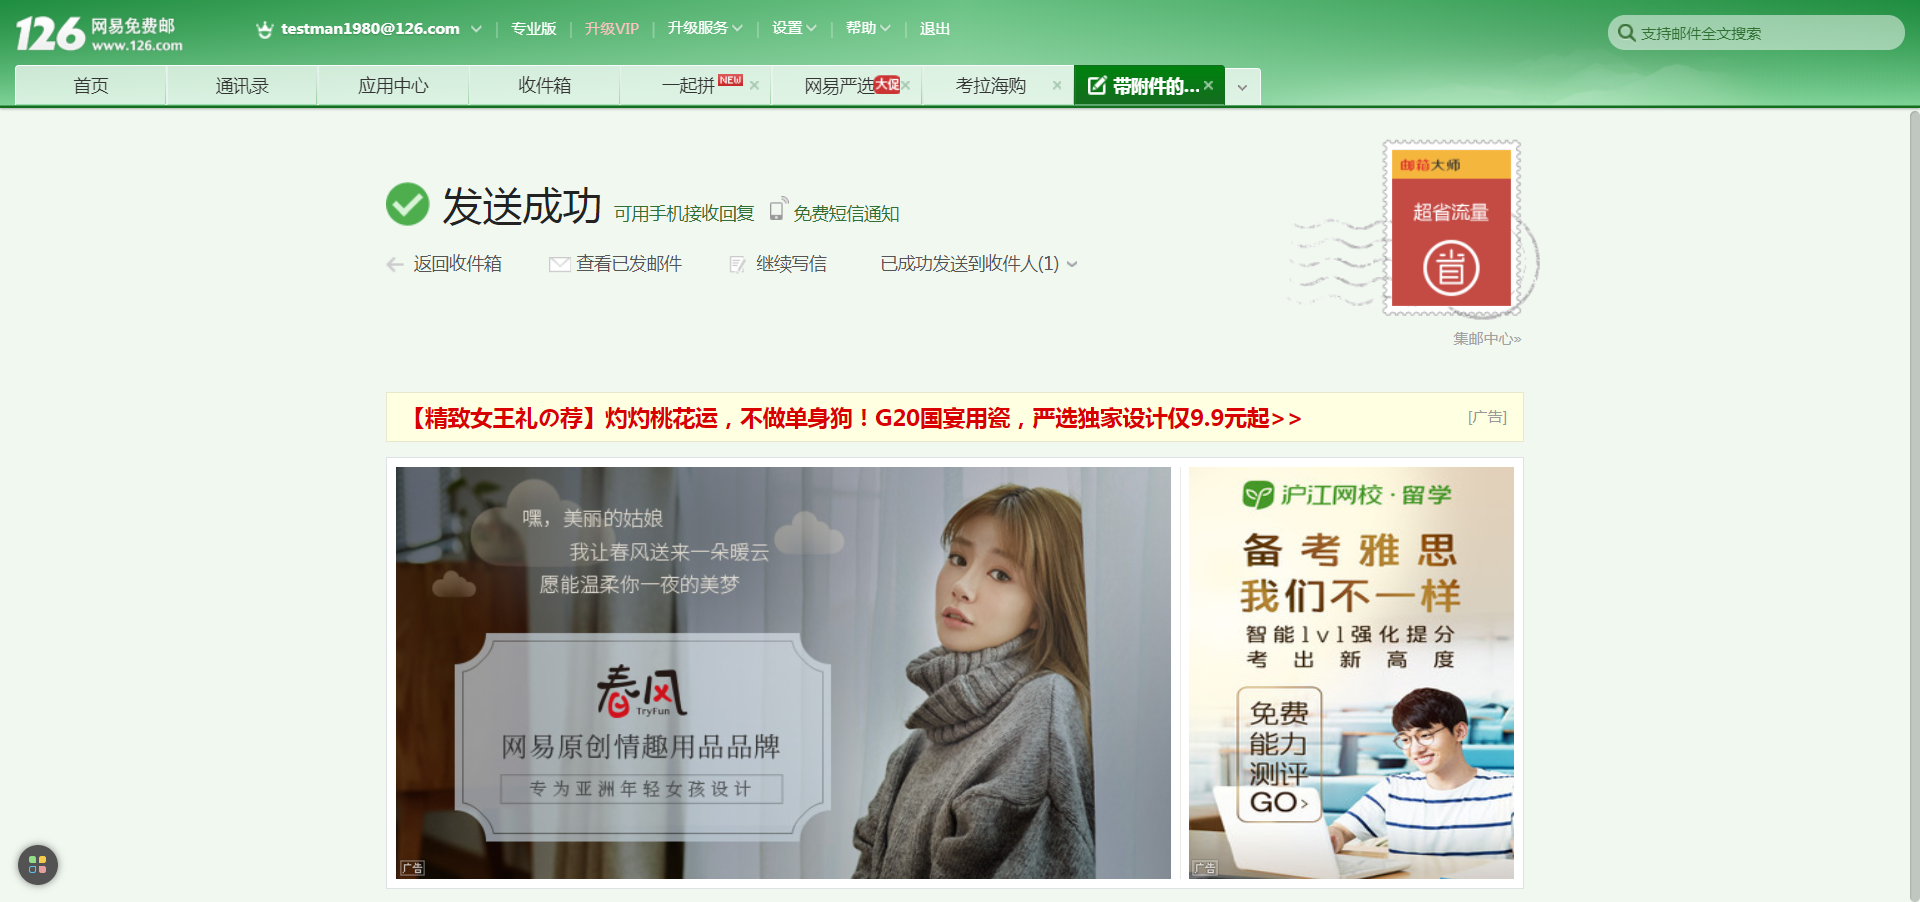 126 网易免费邮
www.126.com
testman1980@126.com
专业版
升级VIP
升级服务
设置
帮助
退出
支持邮件全文搜索
首页
通讯录
应用中心
收件箱
一起拼 NEW
网易严选 大促
考拉海购
带附件的...
发送成功 可用手机接收回复 免费短信通知
返回收件箱
查看已发邮件
继续写信
已成功发送到收件人(1)
邮箱大师
超省流量
省
集邮中心»
【精致女王礼の荐】灼灼桃花运，不做单身狗！G20国宴用瓷，严选独家设计仅9.9元起>>
[广告]
嘿，美丽的姑娘
我让春风送来一朵暖云
愿能温柔你一夜的美梦
春风
TryFun
网易原创情趣用品品牌
专为亚洲年轻女孩设计
广告
沪江网校·留学
备考雅思
我们不一样
智能lvl强化提分
考出新高度
免费
能力
测评
GO>
广告